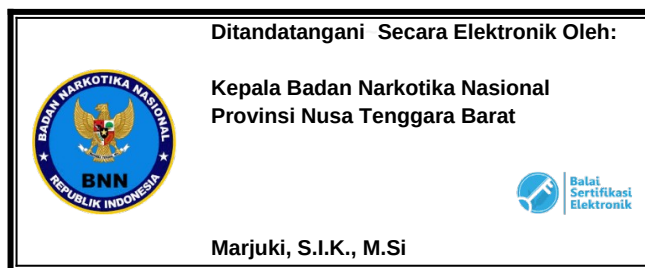 Ditandatangani Secara Elektronik Oleh:
Kepala Badan Narkotika Nasional
Provinsi Nusa Tenggara Barat
BADAN NARKOTIKA NASIONAL
BNN
REPUBLIK INDONESIA
Balai
Sertifikasi
Elektronik
Marjuki, S.I.K., M.Si